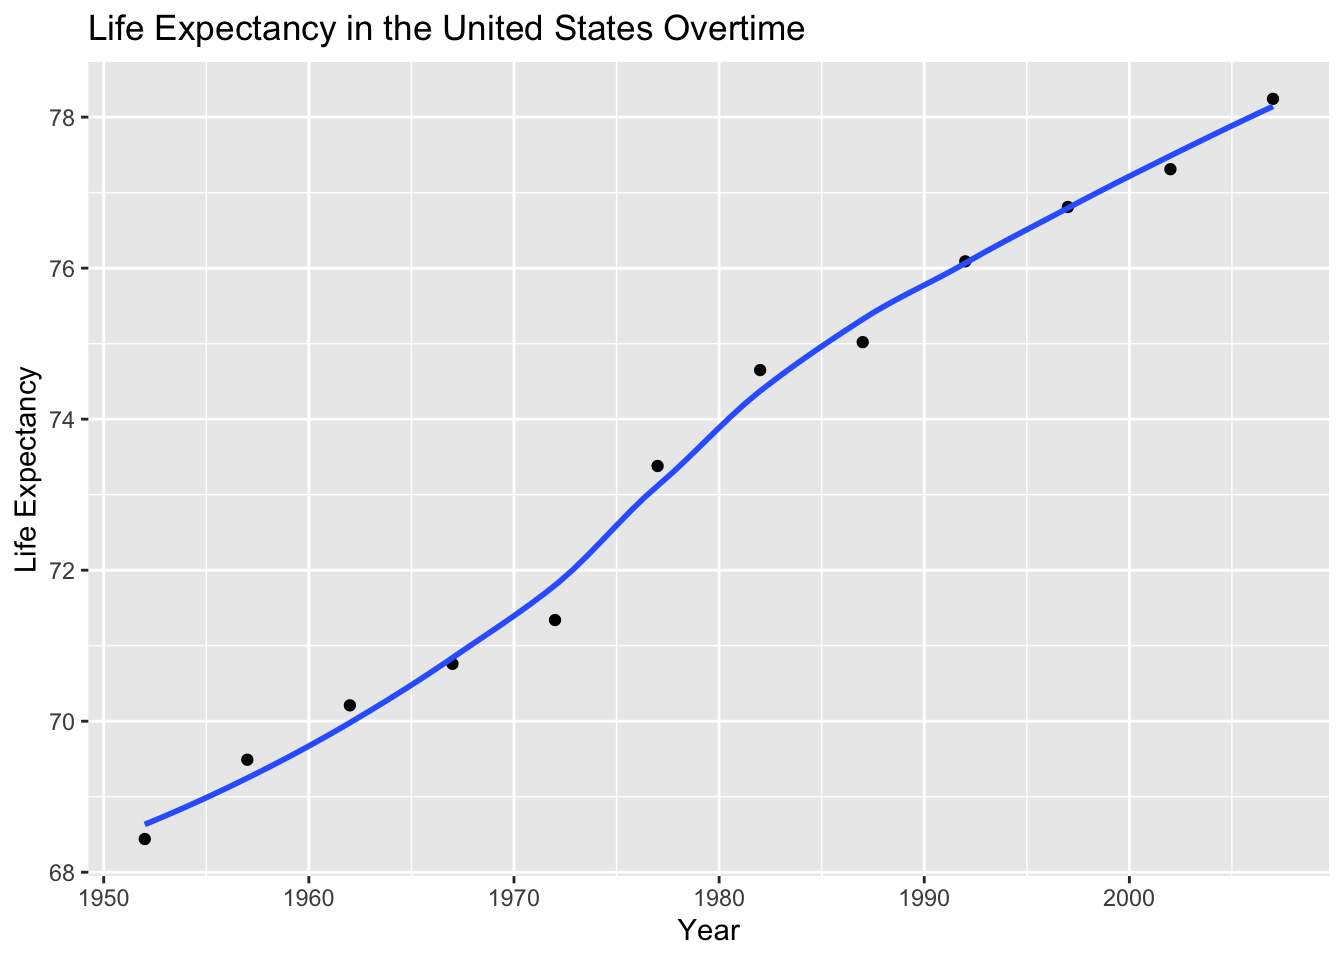 Life Expectancy in the United States Overtime
78
76
74
72
70
68
Life Expectancy
1950 1960 1970 1980 1990 2000
Year